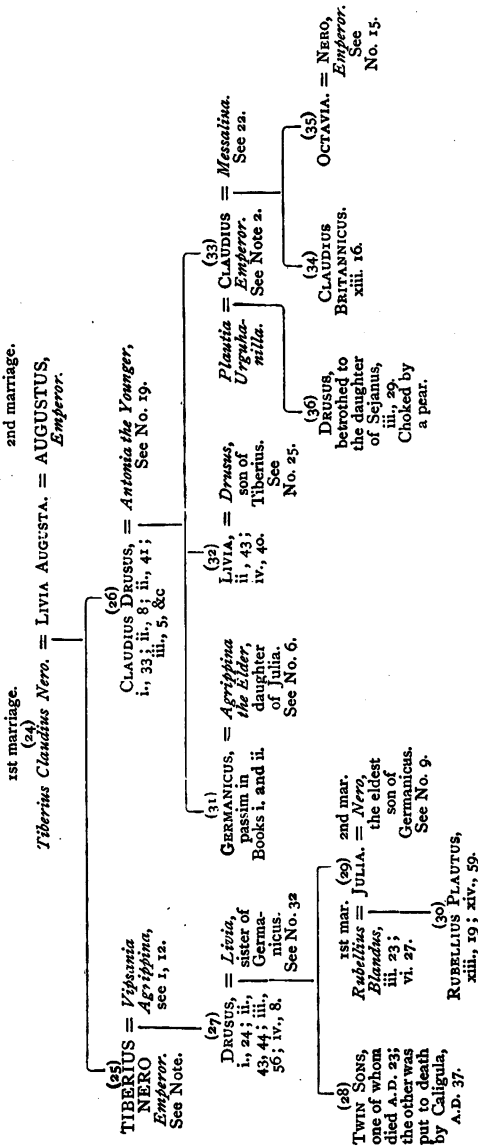 1st marriage. 2nd marriage.
(24)
Tiberius Claudius Nero. = LIVIA AUGUSTA. = AUGUSTUS,
Emperor.
(25)
TIBERIUS = Vipsania
NERO Agrippina,
Emperor. see 1, 12.
See Note.
(26)
CLAUDIUS DRUSUS, = Antonia the Younger,
i., 33; ii., 8; ii., 41; See No. 19.
iii., 5, &c
(27)
DRUSUS, = Livia,
i., 24; ii., sister of
43, 44; iii., Germa-
56; iv., 8. nicus.
See No. 32
(31)
GERMANICUS, = Agrippina
passim in the Elder,
Books i. and ii. daughter
of Julia.
See No. 6.
(32)
LIVIA, = Drusus,
ii , 43; son of
iv., 40. Tiberius.
See
No. 25.
(33)
Plautia = CLAUDIUS = Messalina.
Urguha- Emperor. See 22.
nilla. See Note 2.
(28)
TWIN SONS,
one of whom
died A.D. 23;
the other was
put to death
by Caligula,
A.D. 37.
1st mar. (29) 2nd mar.
Rubellius = JULIA. = Nero,
Blandus, the eldest
iii. 23; son of
vi. 27. Germanicus.
See No. 9.
(30)
RUBELLIUS PLAUTUS,
xiii., 19; xiv., 59.
(36)
DRUSUS,
betrothed to
the daughter
of Sejanus,
iii., 29.
Choked by
a pear.
(34)
CLAUDIUS
BRITANNICUS.
xiii. 16.
(35)
OCTAVIA. = NERO,
Emperor.
See
No. 15.